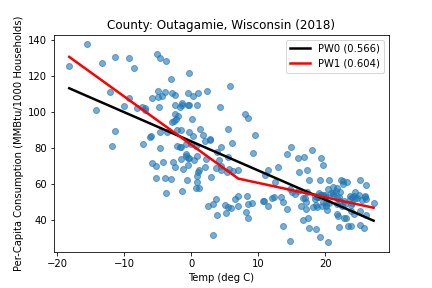 County: Outagamie, Wisconsin (2018)
Per-Capita Consumption (MMBtu/1000 Households)
140
120
100
80
60
40
PW0 (0.566)
PW1 (0.604)
−20 −10 0 10 20
Temp (deg C)